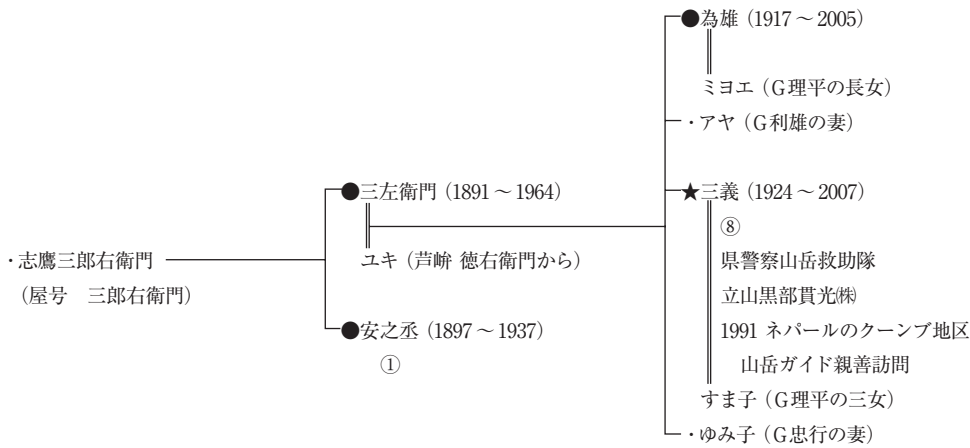 ●為雄（1917～2005）
ミヨエ（G理平の長女）
・アヤ（G利雄の妻）
●三左衛門（1891～1964）
★三義（1924～2007）
⑧
・志鷹三郎右衛門
ユキ（芦峅 徳右衛門から）
県警察山岳救助隊
（屋号　三郎右衛門）
立山黒部貫光㈱
●安之丞（1897～1937）
1991 ネパールのクーンブ地区
①
山岳ガイド親善訪問
すま子（G理平の三女）
・ゆみ子（G忠行の妻）